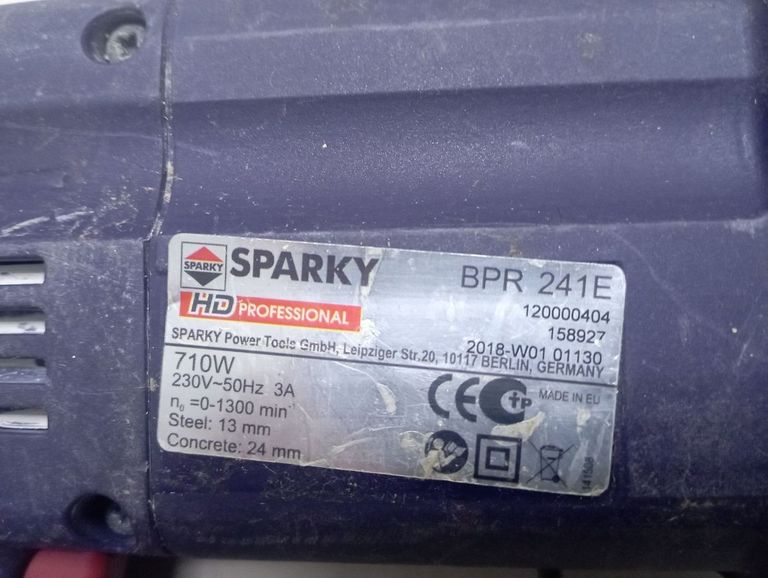 SPARKY
SPARKY
BPR 241E
HD PROFESSIONAL
120000404
158927
2018-W01 01130
SPARKY Power Tools GmbH, Leipziger Str.20, 10117 BERLIN, GERMANY
710W
230V~50Hz 3A
n₀ =0-1300 min⁻
Steel: 13 mm
Concrete: 24 mm
CE
MADE IN EU